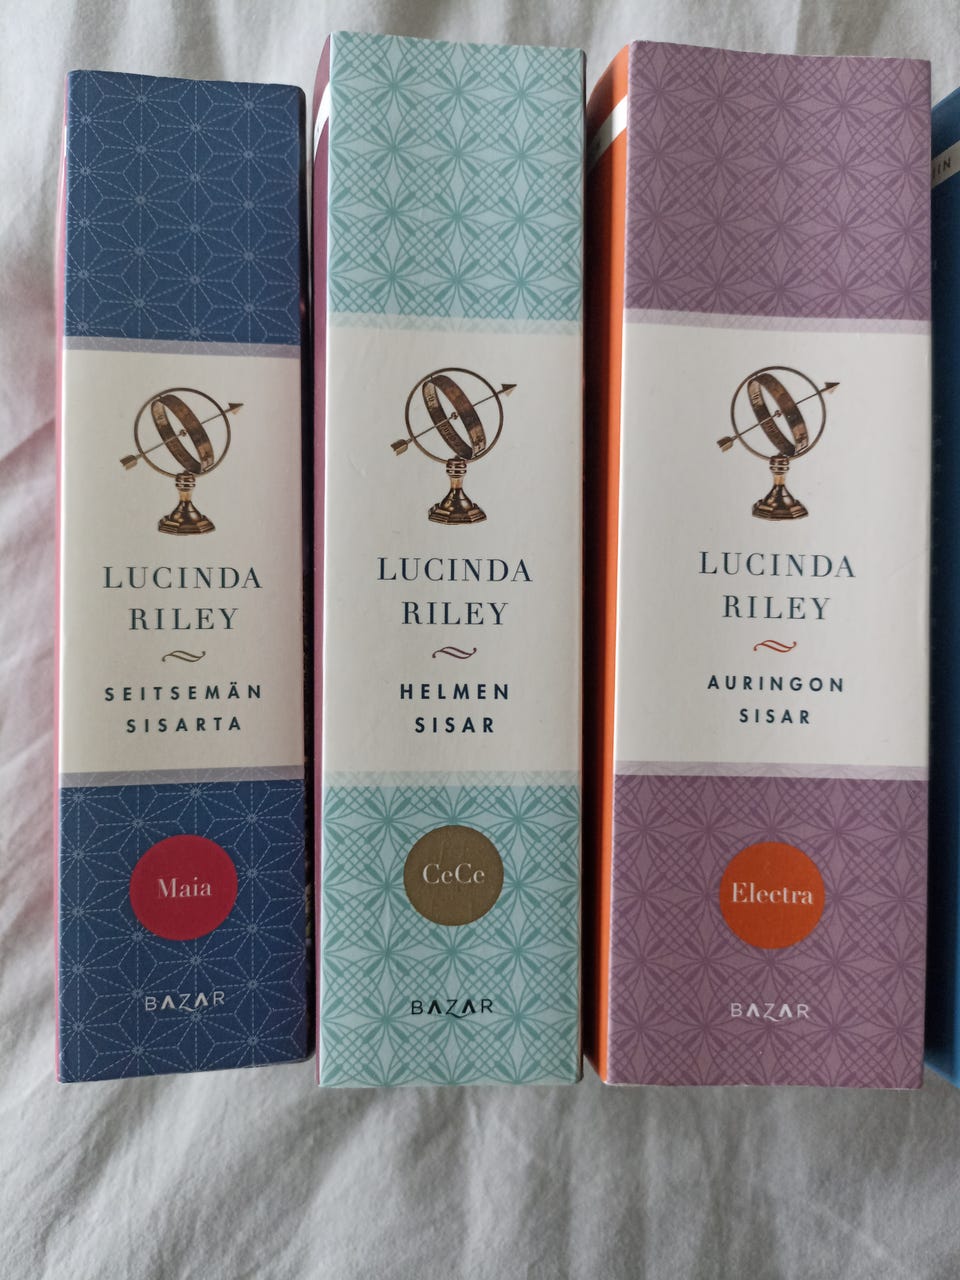 LUCINDA
RILEY
SEITSEMÄN
SISARTA
Maia
BAZAR
LUCINDA
RILEY
HELMEN
SISAR
CeCe
BAZAR
LUCINDA
RILEY
AURINGON
SISAR
Electra
BAZAR